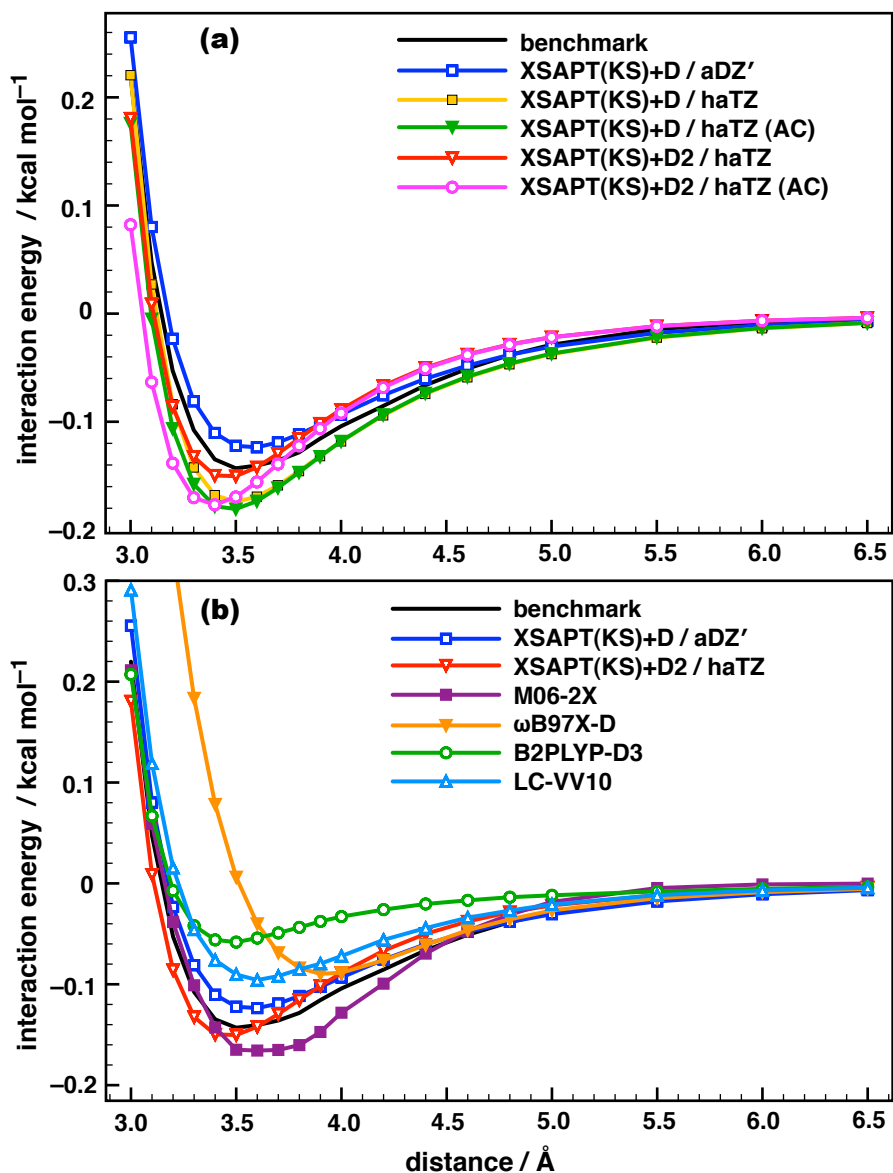 (a)
benchmark
XSAPT(KS)+D / aDZ′
XSAPT(KS)+D / haTZ
XSAPT(KS)+D / haTZ (AC)
XSAPT(KS)+D2 / haTZ
XSAPT(KS)+D2 / haTZ (AC)
interaction energy / kcal mol⁻¹
0.2
0.1
0
−0.1
−0.2
3.0 3.5 4.0 4.5 5.0 5.5 6.0 6.5
(b)
benchmark
XSAPT(KS)+D / aDZ′
XSAPT(KS)+D2 / haTZ
M06-2X
ωB97X-D
B2PLYP-D3
LC-VV10
interaction energy / kcal mol⁻¹
0.3
0.2
0.1
0
−0.1
−0.2
3.0 3.5 4.0 4.5 5.0 5.5 6.0 6.5
distance / Å